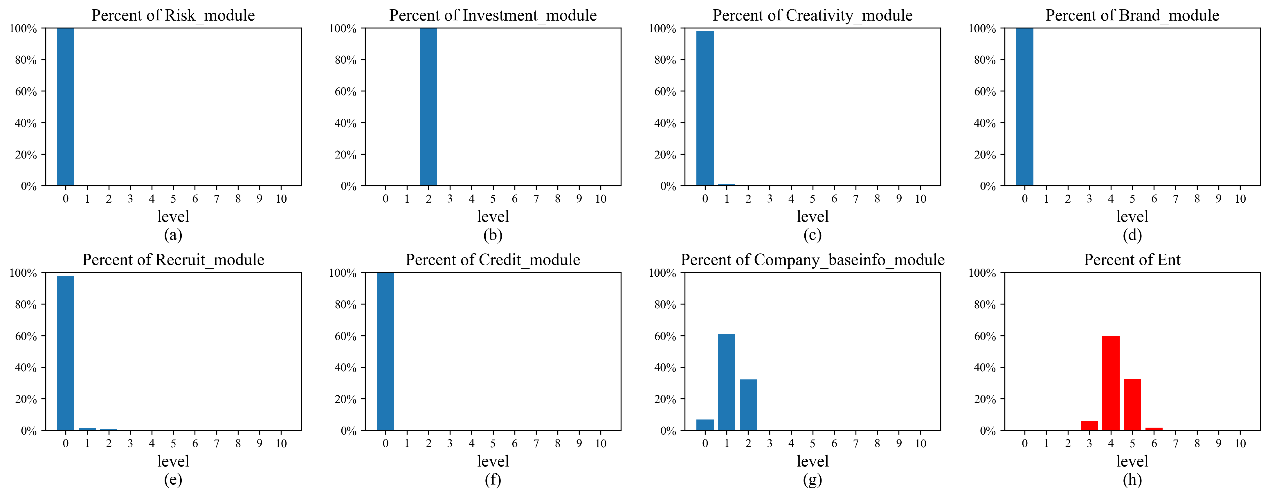 Percent of Risk_module
100%
80%
60%
40%
20%
0%
0 1 2 3 4 5 6 7 8 9 10
level
(a)
Percent of Investment_module
100%
80%
60%
40%
20%
0%
0 1 2 3 4 5 6 7 8 9 10
level
(b)
Percent of Creativity_module
100%
80%
60%
40%
20%
0%
0 1 2 3 4 5 6 7 8 9 10
level
(c)
Percent of Brand_module
100%
80%
60%
40%
20%
0%
0 1 2 3 4 5 6 7 8 9 10
level
(d)
Percent of Recruit_module
100%
80%
60%
40%
20%
0%
0 1 2 3 4 5 6 7 8 9 10
level
(e)
Percent of Credit_module
100%
80%
60%
40%
20%
0%
0 1 2 3 4 5 6 7 8 9 10
level
(f)
Percent of Company_baseinfo_module
100%
80%
60%
40%
20%
0%
0 1 2 3 4 5 6 7 8 9 10
level
(g)
Percent of Ent
100%
80%
60%
40%
20%
0%
0 1 2 3 4 5 6 7 8 9 10
level
(h)